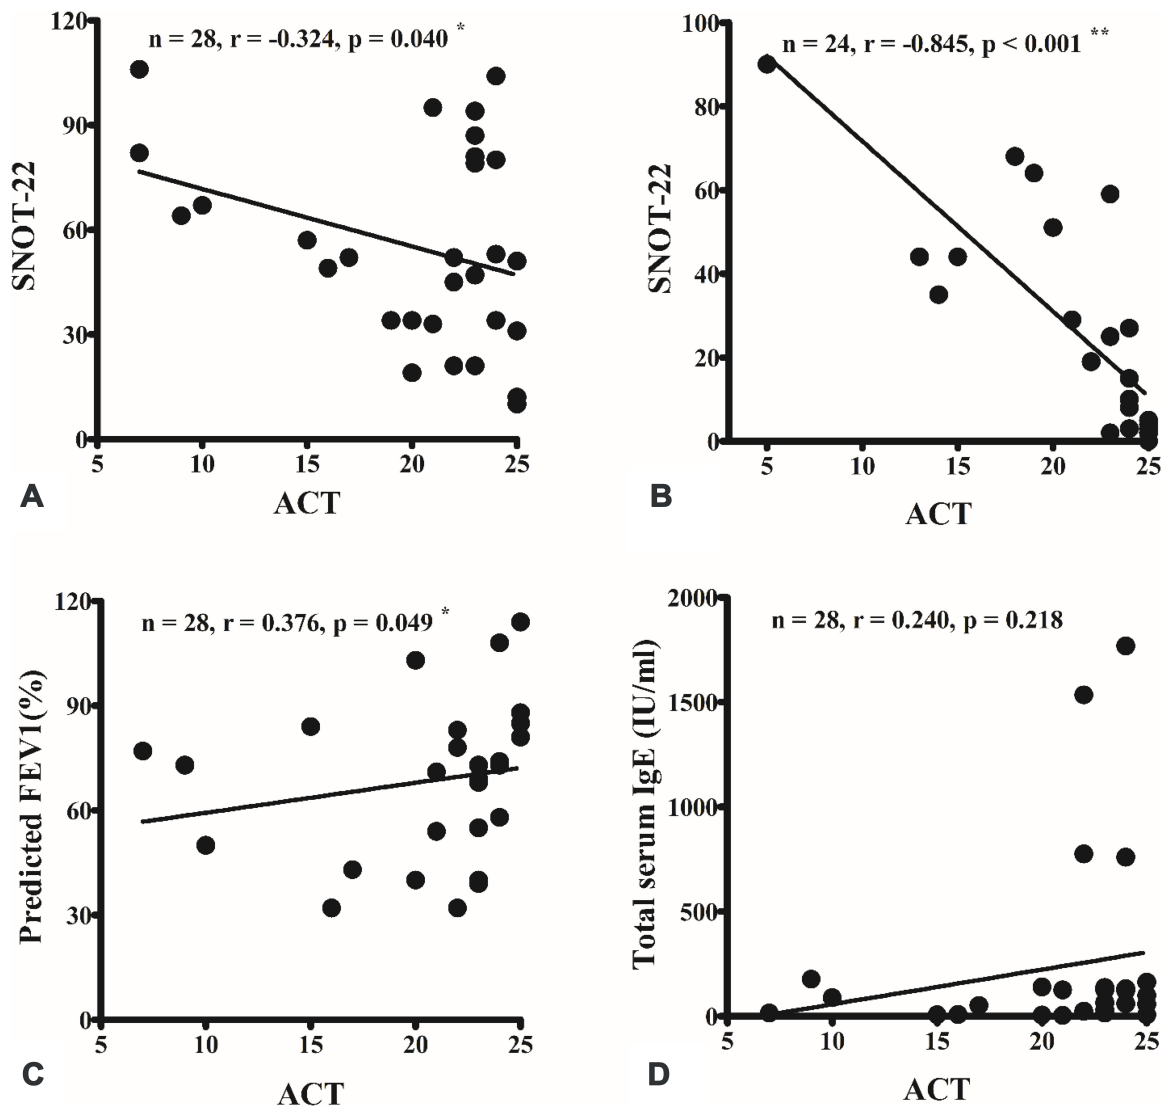 n = 28, r = -0.324, p = 0.040 *
120
90
60
30
0
SNOT-22
5 10 15 20 25
ACT
A
n = 24, r = -0.845, p < 0.001 **
100
80
60
40
20
0
SNOT-22
5 10 15 20 25
ACT
B
n = 28, r = 0.376, p = 0.049 *
120
90
60
30
0
Predicted FEV1(%)
5 10 15 20 25
ACT
C
n = 28, r = 0.240, p = 0.218
2000
1500
1000
500
0
Total serum IgE (IU/ml)
5 10 15 20 25
ACT
D